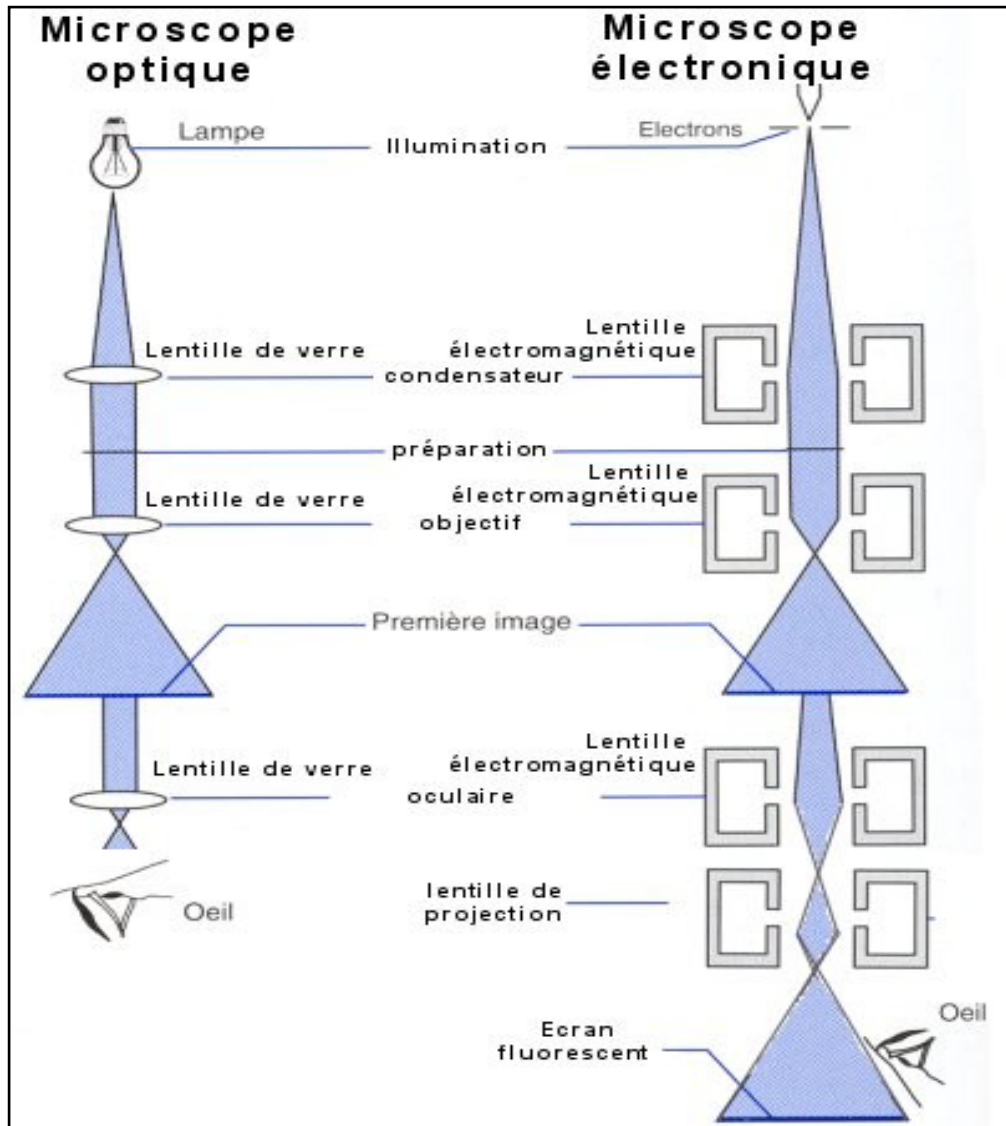 Microscope
optique
Microscope
électronique
Lampe
Electrons
Illumination
Lentille de verre
Lentille
électromagnétique
condensateur
préparation
Lentille de verre
Lentille
électromagnétique
objectif
Première image
Lentille de verre
Lentille
électromagnétique
oculaire
Oeil
lentille de
projection
Oeil
Ecran
fluorescent